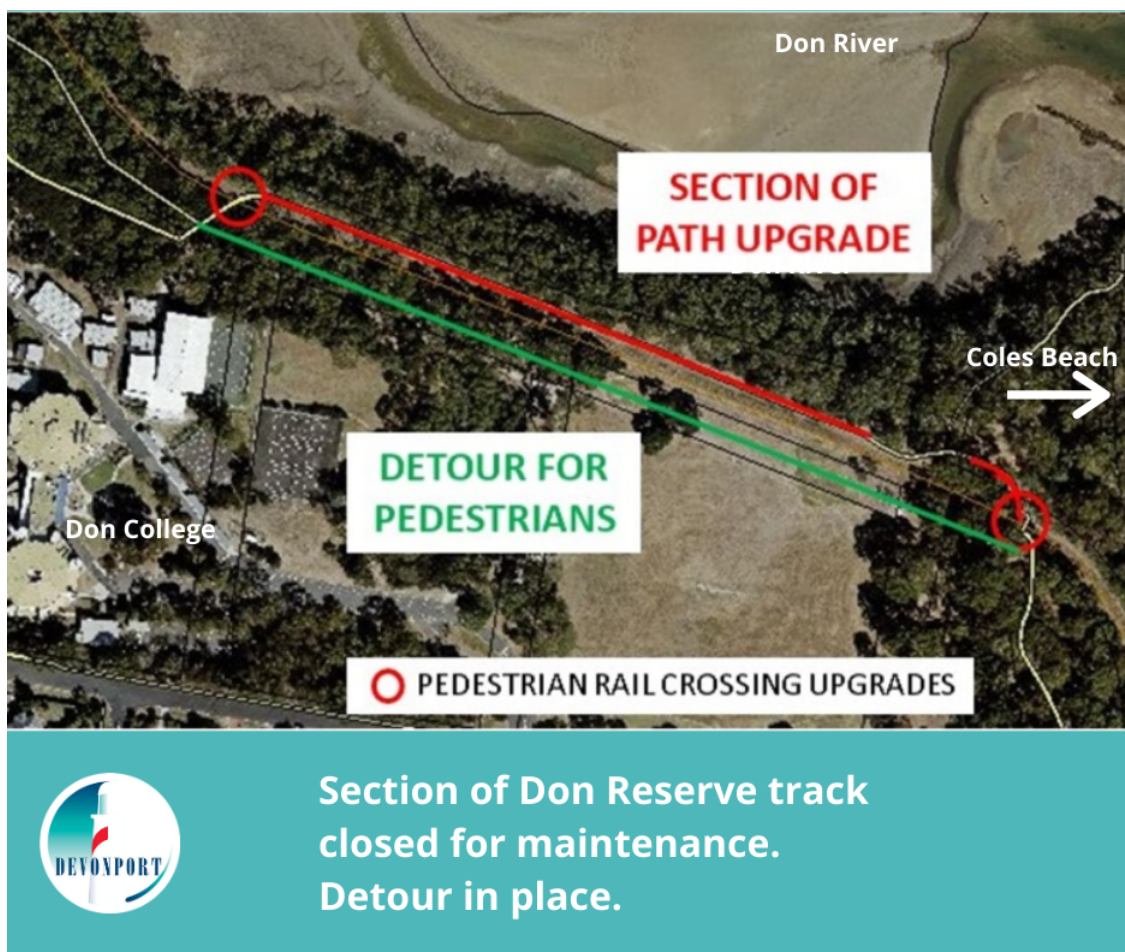 Don River
SECTION OF
PATH UPGRADE
Coles Beach
DETOUR FOR
PEDESTRIANS
Don College
PEDESTRIAN RAIL CROSSING UPGRADES
DEVONPORT
Section of Don Reserve track
closed for maintenance.
Detour in place.